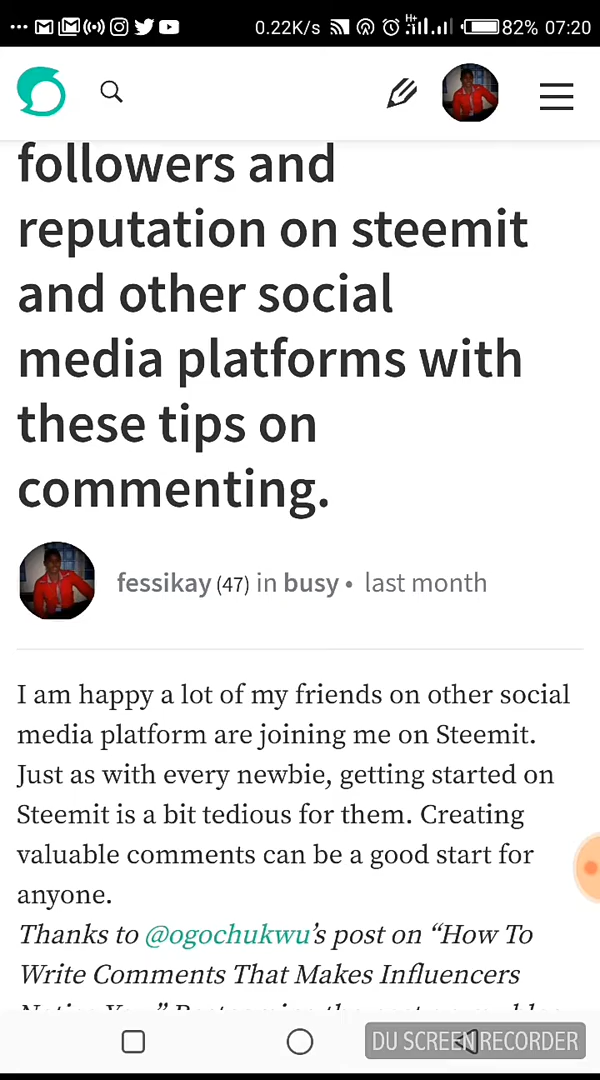 0.22K/s H+ 82% 07:20
followers and
reputation on steemit
and other social
media platforms with
these tips on
commenting.
fessikay (47) in busy • last month
I am happy a lot of my friends on other social
media platform are joining me on Steemit.
Just as with every newbie, getting started on
Steemit is a bit tedious for them. Creating
valuable comments can be a good start for
anyone.
Thanks to @ogochukwu’s post on “How To
Write Comments That Makes Influencers
DU SCREEN RECORDER